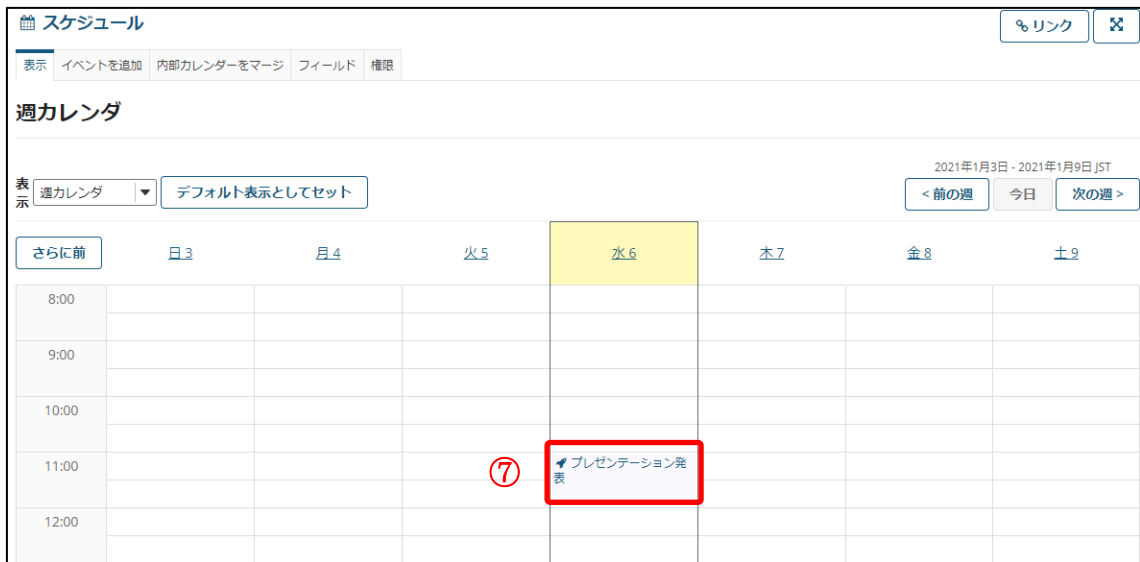 スケジュール
リンク
表示 イベントを追加 内部カレンダーをマージ フィールド 権限
週カレンダ
2021年1月3日 - 2021年1月9日 JST
表示 週カレンダ デフォルト表示としてセット
< 前の週 今日 次の週 >
さらに前 日 3 月 4 火 5 水 6 木 7 金 8 土 9
8:00
9:00
10:00
11:00
⑦
プレゼンテーション発
表
12:00